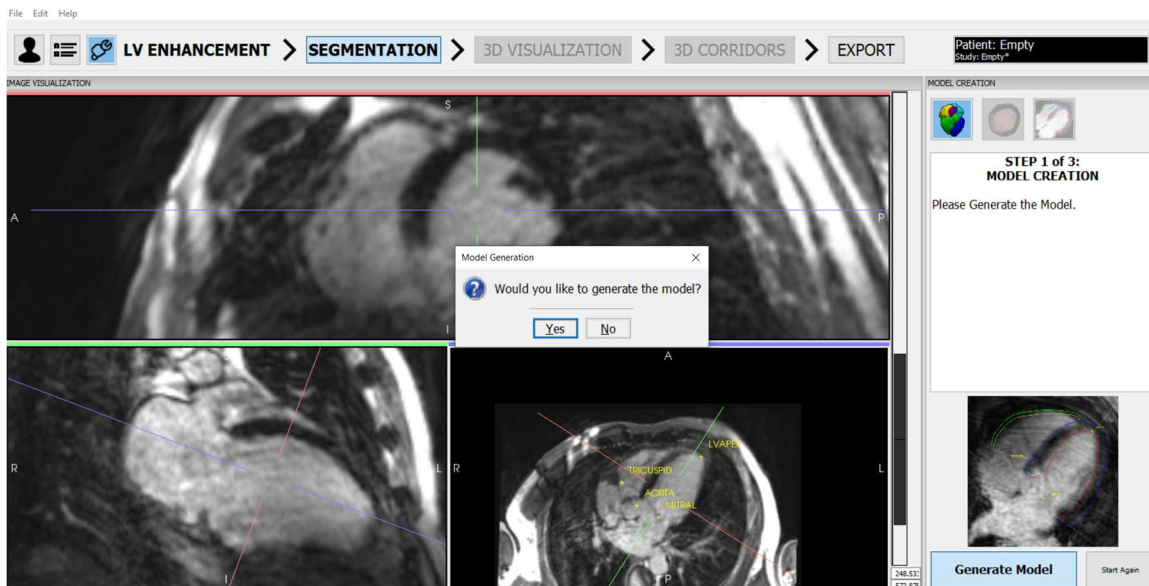 File Edit Help
LV ENHANCEMENT SEGMENTATION 3D VISUALIZATION 3D CORRIDORS EXPORT
Patient: Empty
Study: Empty*
IMAGE VISUALIZATION
MODEL CREATION
S
A
P
I
STEP 1 of 3:
MODEL CREATION
Please Generate the Model.
Model Generation
Would you like to generate the model?
Yes No
R
L
I
A
R
L
P
LVAPEX
TRICUSPID
AORTA
MITRAL
248.533
Generate Model
Start Again